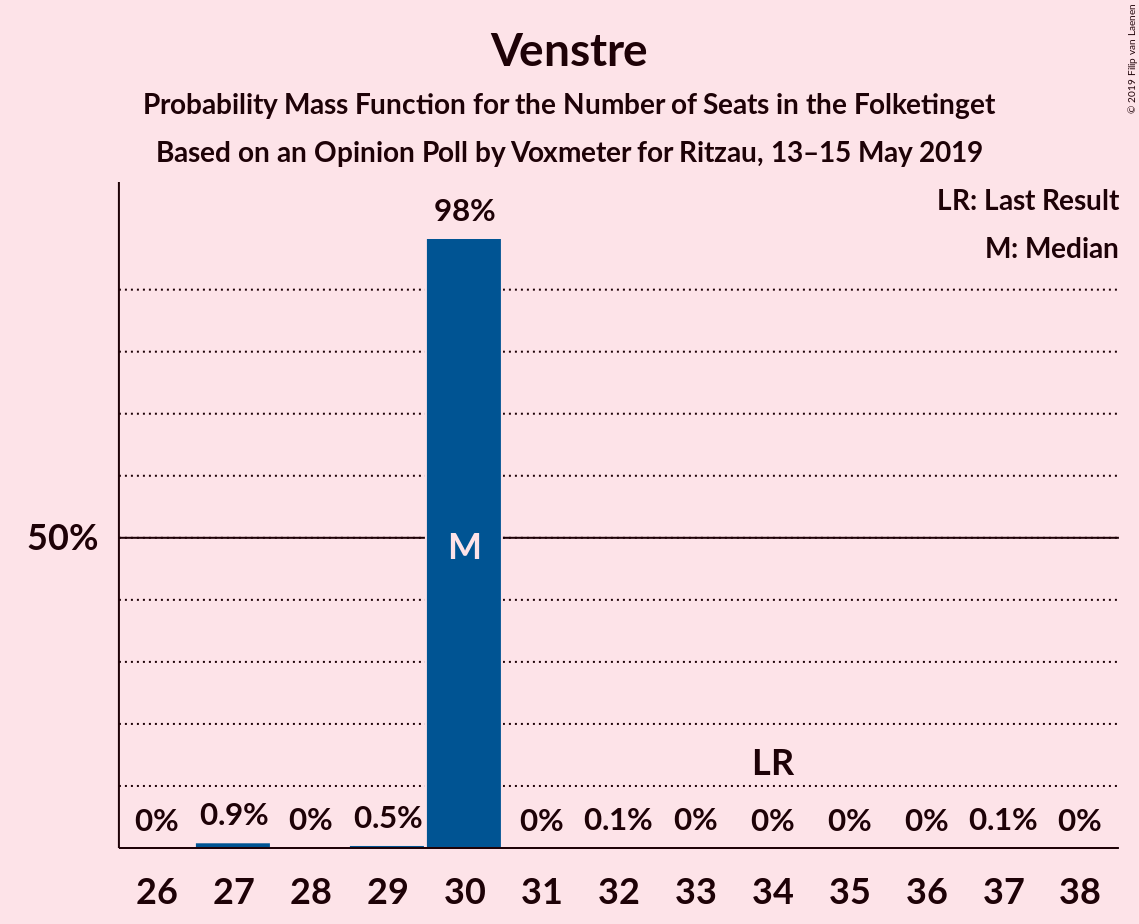 Venstre
Probability Mass Function for the Number of Seats in the Folketinget
Based on an Opinion Poll by Voxmeter for Ritzau, 13–15 May 2019
© 2019 Filip van Laenen
LR: Last Result
M: Median
98%
50%
M
LR
0% 0.9% 0% 0.5% 0% 0.1% 0% 0% 0% 0% 0.1% 0%
26 27 28 29 30 31 32 33 34 35 36 37 38